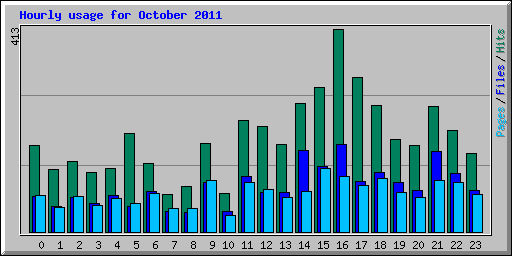 Hourly usage for October 2011
413
Pages / Files / Hits
0 1 2 3 4 5 6 7 8 9 10 11 12 13 14 15 16 17 18 19 20 21 22 23